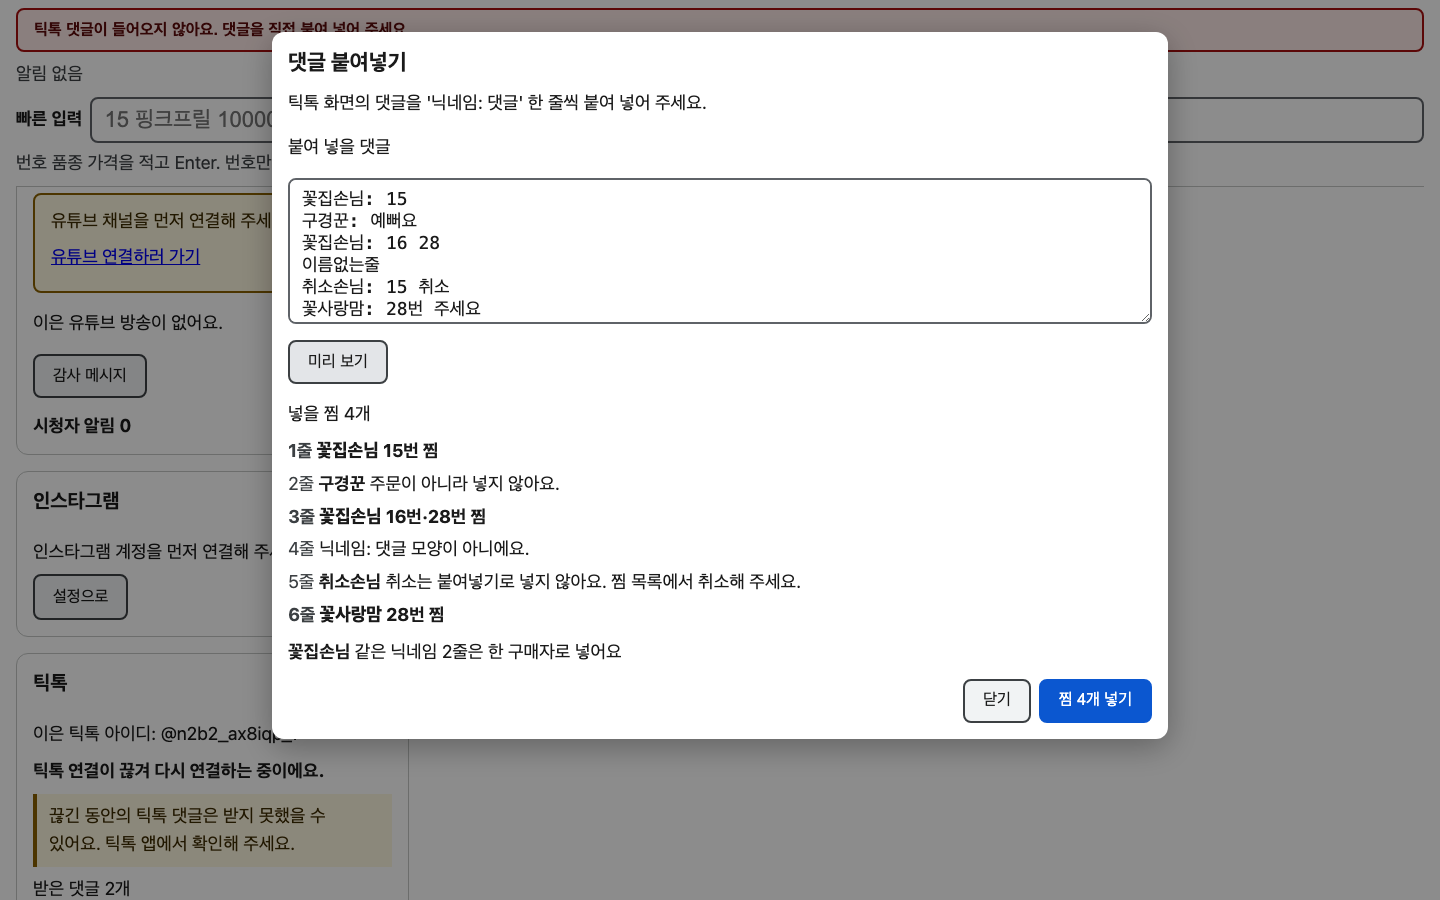 틱톡 댓글이 들어오지 않아요. 댓글을 직접 붙여 넣어 주세요
알림 없음
빠른 입력
15 핑크프릴 10000
번호 품종 가격을 적고 Enter. 번호만
유튜브 채널을 먼저 연결해 주세
유튜브 연결하러 가기
이은 유튜브 방송이 없어요.
감사 메시지
시청자 알림 0
인스타그램
인스타그램 계정을 먼저 연결해 주
설정으로
틱톡
이은 틱톡 아이디: @n2b2_ax8iqp_
틱톡 연결이 끊겨 다시 연결하는 중이에요.
끊긴 동안의 틱톡 댓글은 받지 못했을 수
있어요. 틱톡 앱에서 확인해 주세요.
받은 댓글 2개
댓글 붙여넣기
틱톡 화면의 댓글을 '닉네임: 댓글' 한 줄씩 붙여 넣어 주세요.
붙여 넣을 댓글
꽃집손님: 15
구경꾼: 예뻐요
꽃집손님: 16 28
이름없는줄
취소손님: 15 취소
꽃사랑맘: 28번 주세요
미리 보기
넣을 찜 4개
1줄 꽃집손님 15번 찜
2줄 구경꾼 주문이 아니라 넣지 않아요.
3줄 꽃집손님 16번·28번 찜
4줄 닉네임: 댓글 모양이 아니에요.
5줄 취소손님 취소는 붙여넣기로 넣지 않아요. 찜 목록에서 취소해 주세요.
6줄 꽃사랑맘 28번 찜
꽃집손님 같은 닉네임 2줄은 한 구매자로 넣어요
닫기
찜 4개 넣기